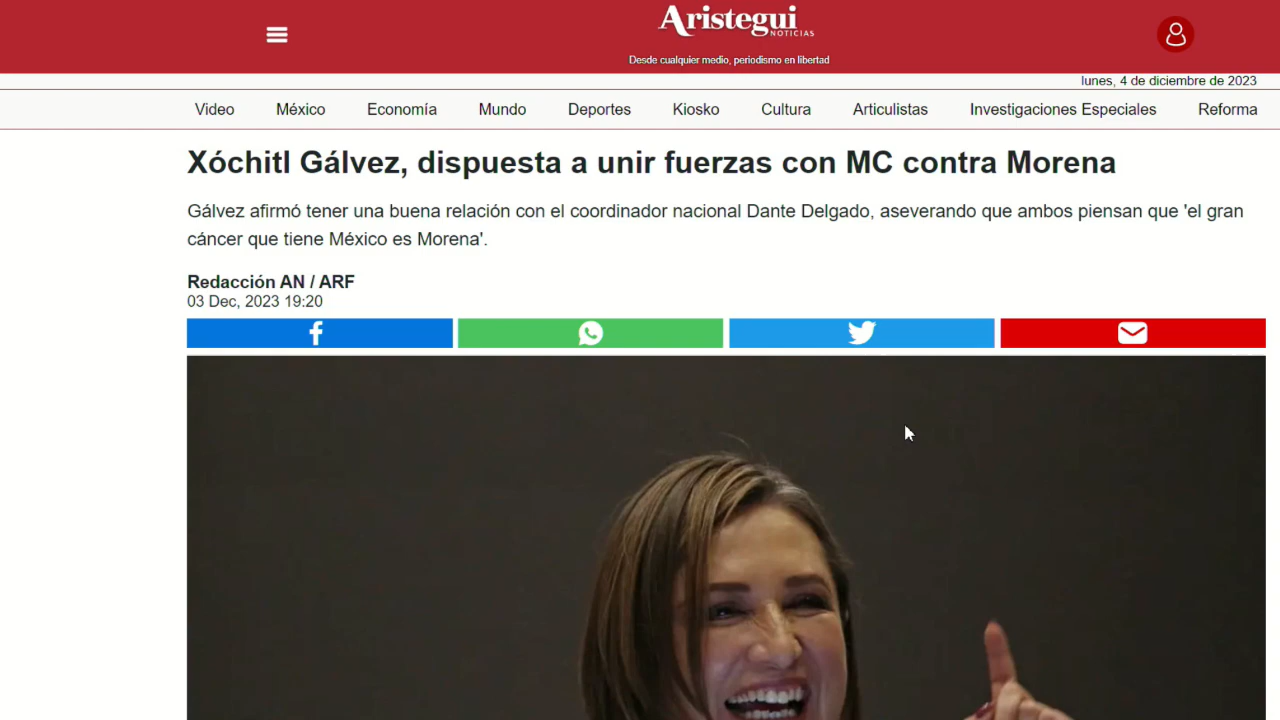 Aristegui
NOTICIAS
Desde cualquier medio, periodismo en libertad
lunes, 4 de diciembre de 2023
Video México Economía Mundo Deportes Kiosko Cultura Articulistas Investigaciones Especiales Reforma
Xóchitl Gálvez, dispuesta a unir fuerzas con MC contra Morena
Gálvez afirmó tener una buena relación con el coordinador nacional Dante Delgado, aseverando que ambos piensan que 'el gran
cáncer que tiene México es Morena'.
Redacción AN / ARF
03 Dec, 2023 19:20